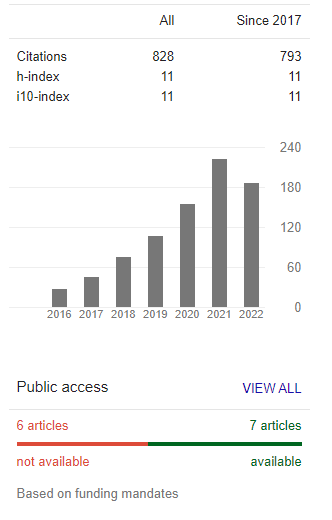 All Since 2017
Citations 828 793
h-index 11 11
i10-index 11 11
240
180
120
60
0
2016 2017 2018 2019 2020 2021 2022
Public access VIEW ALL
6 articles 7 articles
not available available
Based on funding mandates